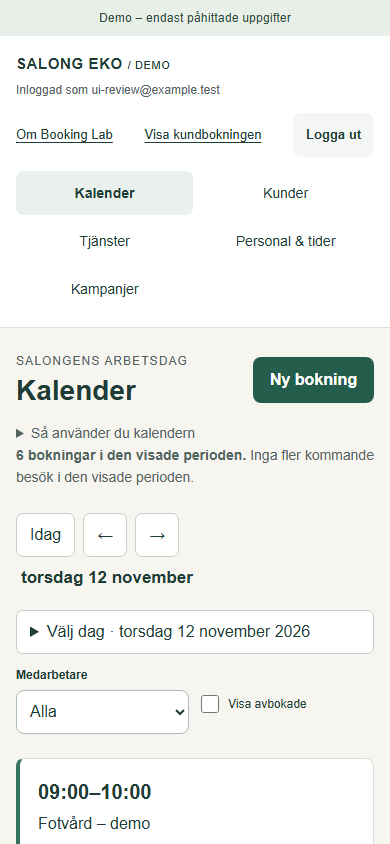 Demo – endast påhittade uppgifter
SALONG EKO / DEMO
Inloggad som ui-review@example.test
Om Booking Lab Visa kundbokningen Logga ut
Kalender Kunder
Tjänster Personal & tider
Kampanjer
SALONGENS ARBETSDAG
Kalender
Ny bokning
Så använder du kalendern
6 bokningar i den visade perioden. Inga fler kommande
besök i den visade perioden.
Idag ← →
torsdag 12 november
Välj dag · torsdag 12 november 2026
Medarbetare
Alla Visa avbokade
09:00–10:00
Fotvård – demo